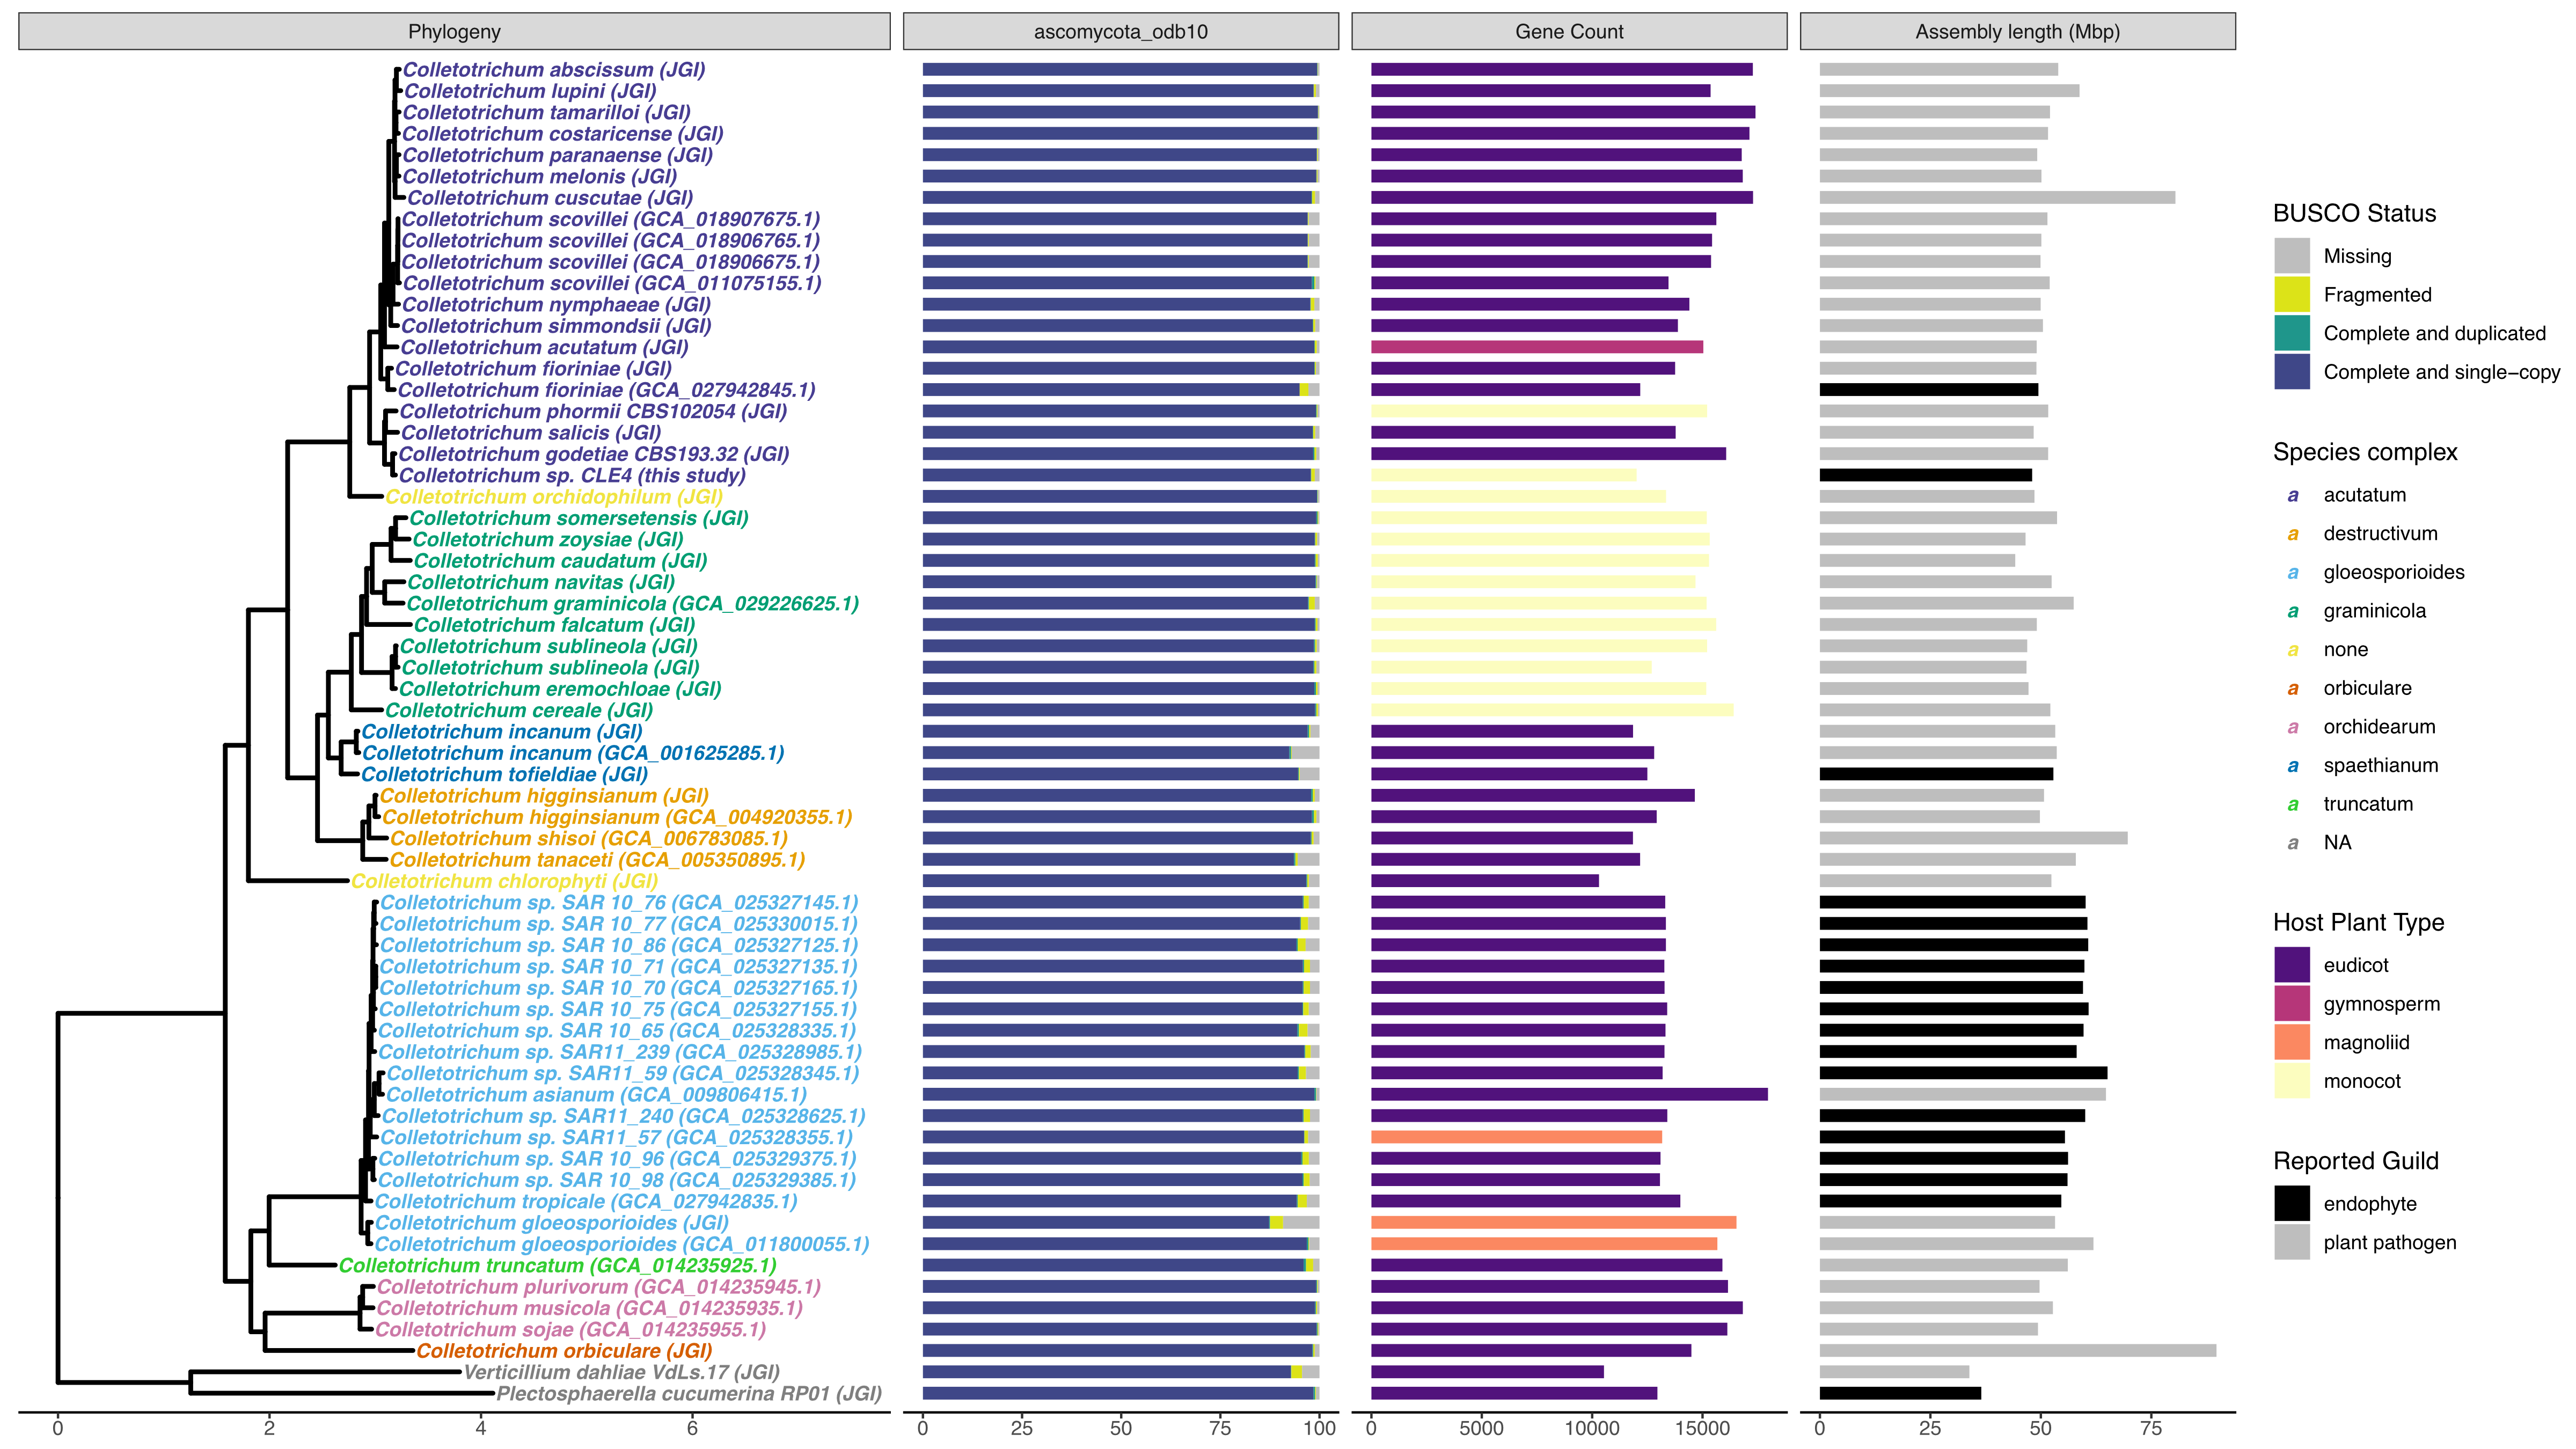 Phylogeny
ascomycota_odb10
Gene Count
Assembly length (Mbp)
Colletotrichum abscissum (JGI)
Colletotrichum lupini (JGI)
Colletotrichum tamarilloi (JGI)
Colletotrichum costaricense (JGI)
Colletotrichum paranaense (JGI)
Colletotrichum melonis (JGI)
Colletotrichum cuscutae (JGI)
Colletotrichum scovillei (GCA_018907675.1)
Colletotrichum scovillei (GCA_018906765.1)
Colletotrichum scovillei (GCA_018906675.1)
Colletotrichum scovillei (GCA_011075155.1)
Colletotrichum nymphaeae (JGI)
Colletotrichum simmondsii (JGI)
Colletotrichum acutatum (JGI)
Colletotrichum fioriniae (JGI)
Colletotrichum fioriniae (GCA_027942845.1)
Colletotrichum phormii CBS102054 (JGI)
Colletotrichum salicis (JGI)
Colletotrichum godetiae CBS193.32 (JGI)
Colletotrichum sp. CLE4 (this study)
Colletotrichum orchidophilum (JGI)
Colletotrichum somersetensis (JGI)
Colletotrichum zoysiae (JGI)
Colletotrichum caudatum (JGI)
Colletotrichum navitas (JGI)
Colletotrichum graminicola (GCA_029226625.1)
Colletotrichum falcatum (JGI)
Colletotrichum sublineola (JGI)
Colletotrichum sublineola (JGI)
Colletotrichum eremochloae (JGI)
Colletotrichum cereale (JGI)
Colletotrichum incanum (JGI)
Colletotrichum incanum (GCA_001625285.1)
Colletotrichum tofieldiae (JGI)
Colletotrichum higginsianum (JGI)
Colletotrichum higginsianum (GCA_004920355.1)
Colletotrichum shisoi (GCA_006783085.1)
Colletotrichum tanaceti (GCA_005350895.1)
Colletotrichum chlorophyti (JGI)
Colletotrichum sp. SAR 10_76 (GCA_025327145.1)
Colletotrichum sp. SAR 10_77 (GCA_025330015.1)
Colletotrichum sp. SAR 10_86 (GCA_025327125.1)
Colletotrichum sp. SAR 10_71 (GCA_025327135.1)
Colletotrichum sp. SAR 10_70 (GCA_025327165.1)
Colletotrichum sp. SAR 10_75 (GCA_025327155.1)
Colletotrichum sp. SAR 10_65 (GCA_025328335.1)
Colletotrichum sp. SAR11_239 (GCA_025328985.1)
Colletotrichum sp. SAR11_59 (GCA_025328345.1)
Colletotrichum asianum (GCA_009806415.1)
Colletotrichum sp. SAR11_240 (GCA_025328625.1)
Colletotrichum sp. SAR11_57 (GCA_025328355.1)
Colletotrichum sp. SAR 10_96 (GCA_025329375.1)
Colletotrichum sp. SAR 10_98 (GCA_025329385.1)
Colletotrichum tropicale (GCA_027942835.1)
Colletotrichum gloeosporioides (JGI)
Colletotrichum gloeosporioides (GCA_011800055.1)
Colletotrichum truncatum (GCA_014235925.1)
Colletotrichum plurivorum (GCA_014235945.1)
Colletotrichum musicola (GCA_014235935.1)
Colletotrichum sojae (GCA_014235955.1)
Colletotrichum orbiculare (JGI)
Verticillium dahliae VdLs.17 (JGI)
Plectosphaerella cucumerina RP01 (JGI)
0 2 4 6
0 25 50 75 100
0 5000 10000 15000
0 25 50 75
BUSCO Status
Missing
Fragmented
Complete and duplicated
Complete and single−copy
Species complex
a acutatum
a destructivum
a gloeosporioides
a graminicola
a none
a orbiculare
a orchidearum
a spaethianum
a truncatum
a NA
Host Plant Type
eudicot
gymnosperm
magnoliid
monocot
Reported Guild
endophyte
plant pathogen